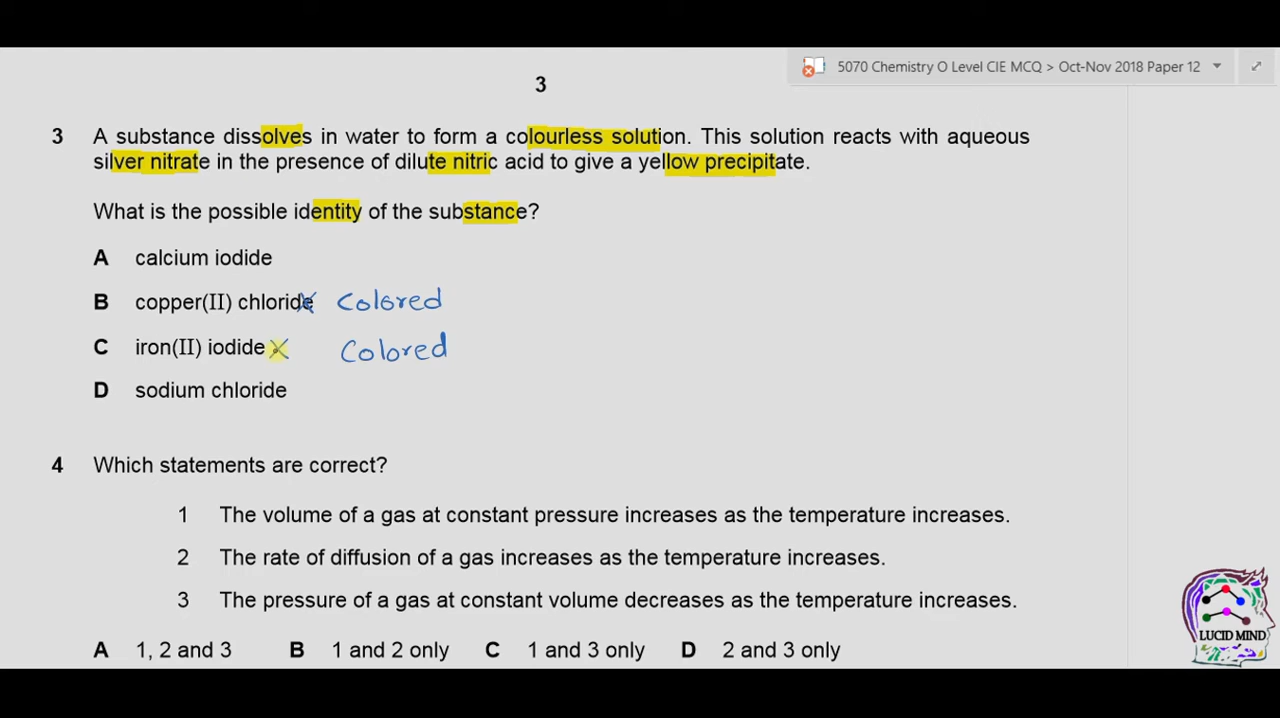 5070 Chemistry O Level CIE MCQ > Oct-Nov 2018 Paper 12
3
3 A substance dissolves in water to form a colourless solution. This solution reacts with aqueous
silver nitrate in the presence of dilute nitric acid to give a yellow precipitate.
What is the possible identity of the substance?
A calcium iodide
B copper(II) chloride Colored
C iron(II) iodide Colored
D sodium chloride
4 Which statements are correct?
1 The volume of a gas at constant pressure increases as the temperature increases.
2 The rate of diffusion of a gas increases as the temperature increases.
3 The pressure of a gas at constant volume decreases as the temperature increases.
A 1, 2 and 3 B 1 and 2 only C 1 and 3 only D 2 and 3 only
LUCID MIND